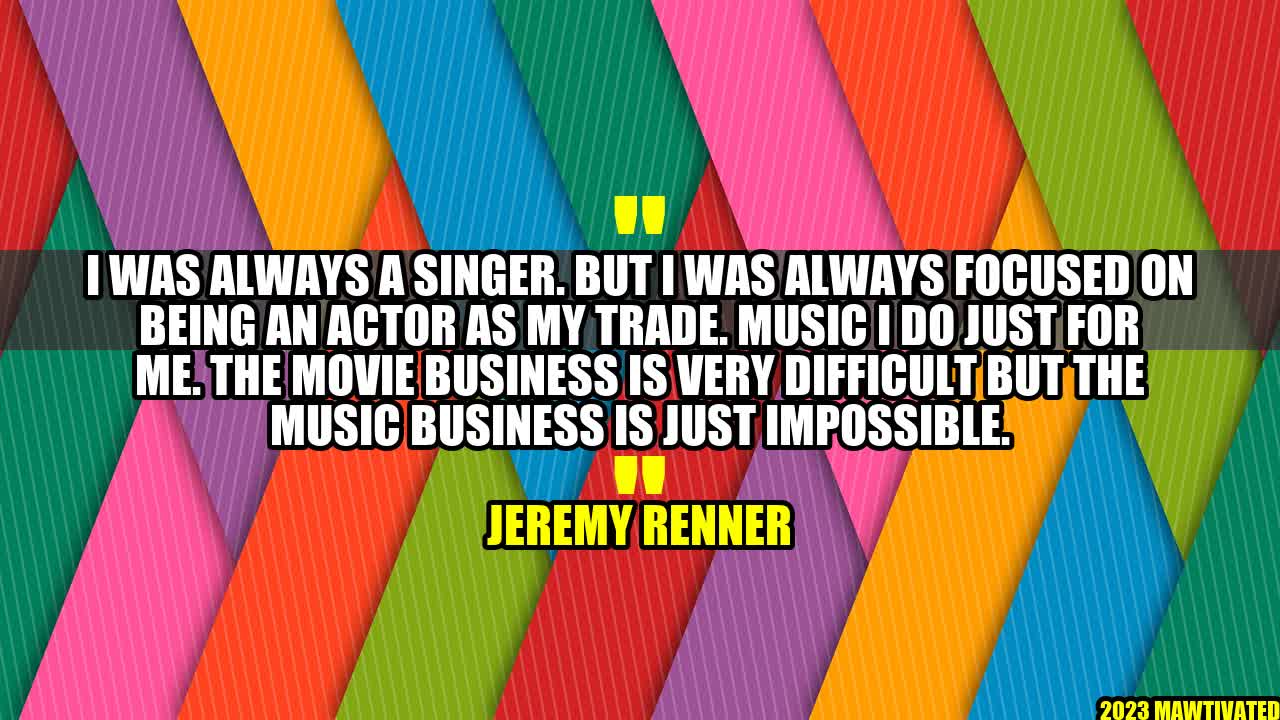 "
I WAS ALWAYS A SINGER. BUT I WAS ALWAYS FOCUSED ON
BEING AN ACTOR AS MY TRADE. MUSIC I DO JUST FOR
ME. THE MOVIE BUSINESS IS VERY DIFFICULT BUT THE
MUSIC BUSINESS IS JUST IMPOSSIBLE.
"
JEREMY RENNER
2023 MAWTIVATED